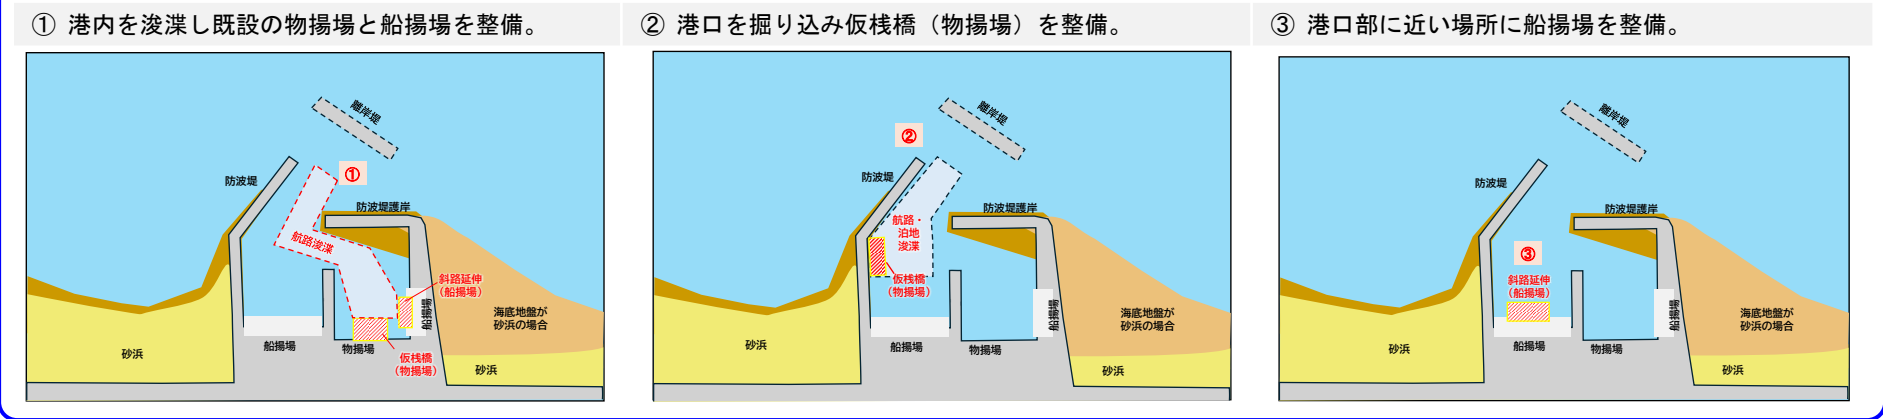 ① 港内を浚渫し既設の物揚場と船揚場を整備。
② 港口を掘り込み仮桟橋（物揚場）を整備。
③ 港口部に近い場所に船揚場を整備。
離岸堤
①
防波堤
防波堤護岸
航路浚渫
斜路延伸
（船揚場）
船揚場
海底地盤が
砂浜の場合
船揚場
物揚場
砂浜
仮桟橋
（物揚場）
砂浜
離岸堤
②
防波堤
防波堤護岸
航路・
泊地
浚渫
仮桟橋
（物揚場）
船揚場
海底地盤が
砂浜の場合
砂浜
船揚場
物揚場
砂浜
離岸堤
防波堤
防波堤護岸
③
斜路延伸
（船揚場）
船揚場
海底地盤が
砂浜の場合
砂浜
船揚場
物揚場
砂浜